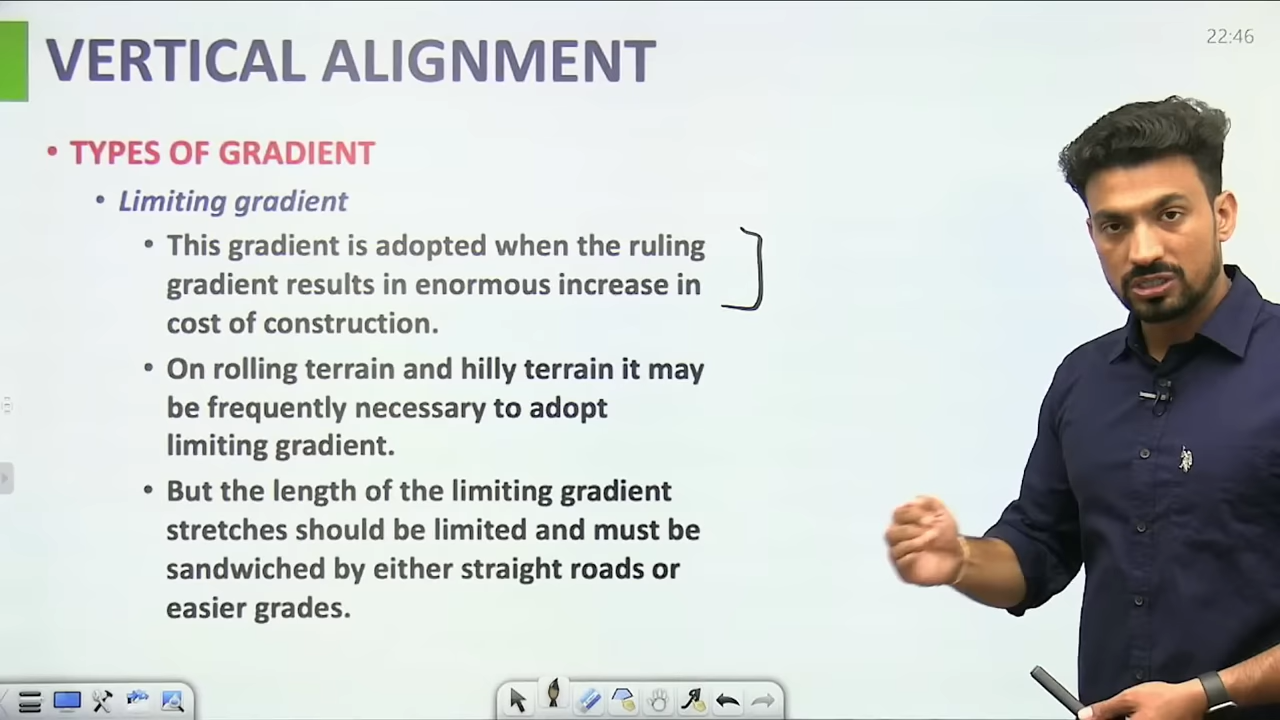 VERTICAL ALIGNMENT
22:46
• TYPES OF GRADIENT
• Limiting gradient
• This gradient is adopted when the ruling
gradient results in enormous increase in
cost of construction.
• On rolling terrain and hilly terrain it may
be frequently necessary to adopt
limiting gradient.
• But the length of the limiting gradient
stretches should be limited and must be
sandwiched by either straight roads or
easier grades.